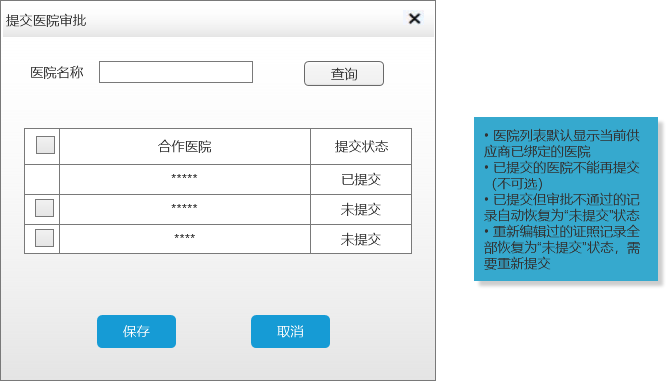 提交医院审批
医院名称
查询
合作医院 提交状态
***** 已提交
***** 未提交
**** 未提交
保存 取消
• 医院列表默认显示当前供
应商已绑定的医院
• 已提交的医院不能再提交
（不可选）
• 已提交但审批不通过的记
录自动恢复为“未提交”状态
• 重新编辑过的证照记录全
部恢复为“未提交”状态，需
要重新提交